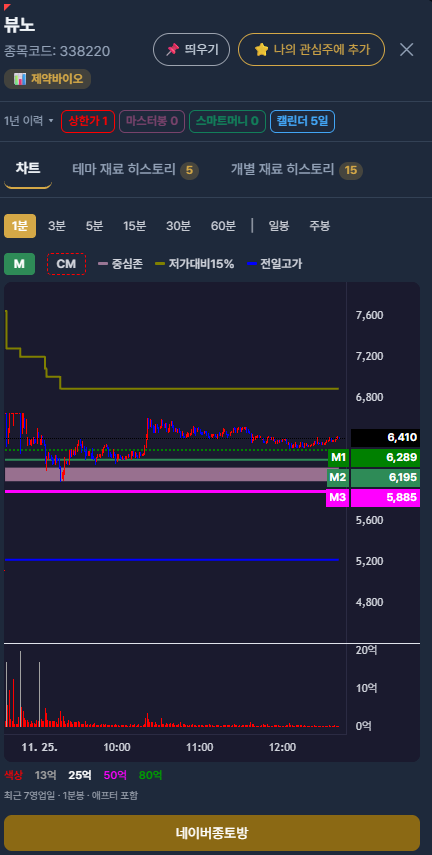 뷰노
종목코드: 338220
📌 띄우기
⭐ 나의 관심주에 추가
📊 제약바이오
1년 이력
상한가 1
마스터봉 0
스마트머니 0
캘린더 5일
차트
테마 재료 히스토리 5
개별 재료 히스토리 15
1분 3분 5분 15분 30분 60분 | 일봉 주봉
M CM 중심존 저가대비15% 전일고가
7,600
7,200
6,800
6,410
M1 6,289
M2 6,195
M3 5,885
5,600
5,200
4,800
20억
10억
0억
11. 25. 10:00 11:00 12:00
색상 13억 25억 50억 80억
최근 7영업일 · 1분봉 · 애프터 포함
네이버종토방